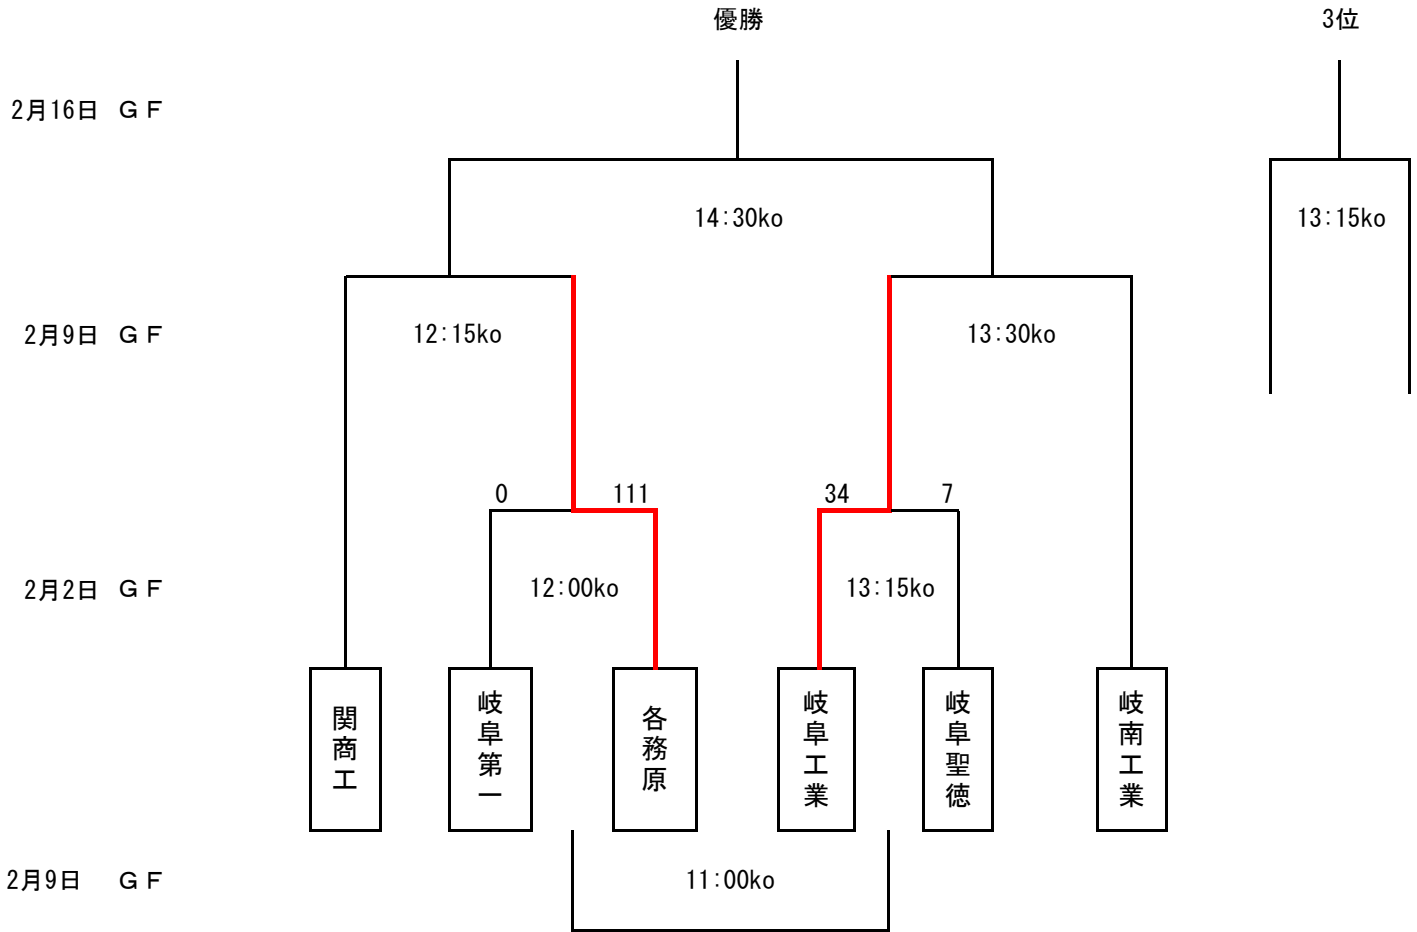 優勝
3位
2月16日 ＧＦ
14:30ko
13:15ko
2月9日 ＧＦ
12:15ko
13:30ko
0
111
34
7
2月2日 ＧＦ
12:00ko
13:15ko
関商工
岐阜第一
各務原
岐阜工業
岐阜聖徳
岐南工業
2月9日 ＧＦ
11:00ko